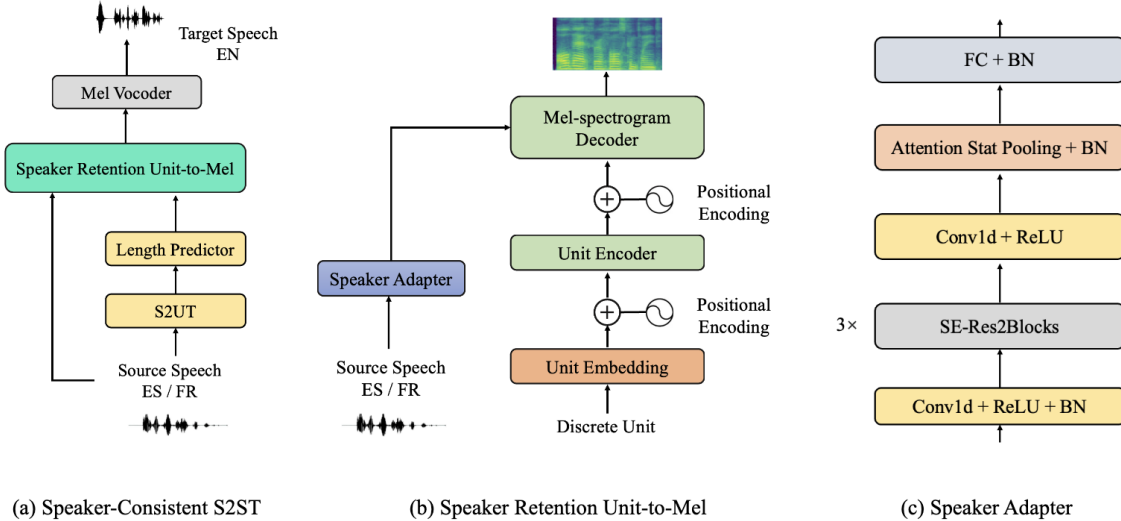 Target Speech
EN
Mel Vocoder
Speaker Retention Unit-to-Mel
Length Predictor
S2UT
Source Speech
ES / FR
(a) Speaker-Consistent S2ST
Mel-spectrogram
Decoder
Positional
Encoding
Unit Encoder
Speaker Adapter
Positional
Encoding
Source Speech
ES / FR
Unit Embedding
Discrete Unit
(b) Speaker Retention Unit-to-Mel
FC + BN
Attention Stat Pooling + BN
Conv1d + ReLU
3×
SE-Res2Blocks
Conv1d + ReLU + BN
(c) Speaker Adapter